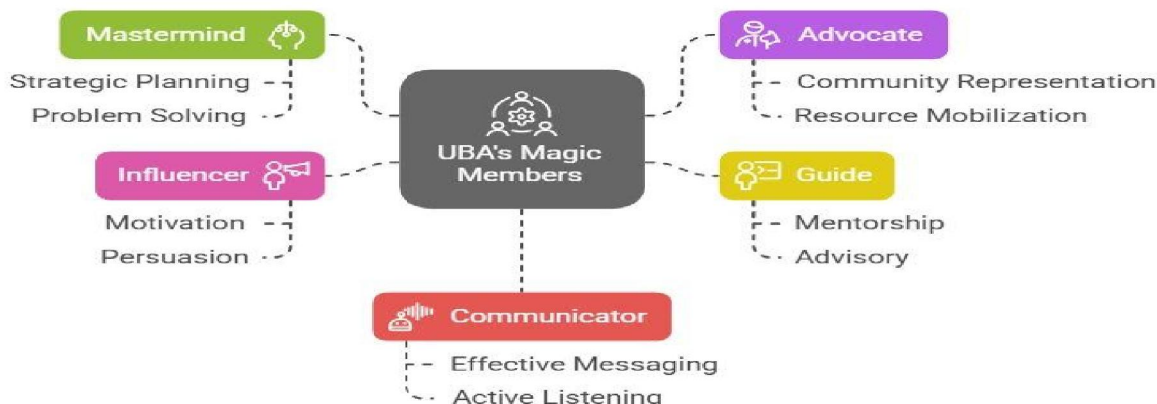 Mastermind
Strategic Planning
Problem Solving
Influencer
Motivation
Persuasion
UBA's Magic
Members
Advocate
Community Representation
Resource Mobilization
Guide
Mentorship
Advisory
Communicator
Effective Messaging
Active Listening